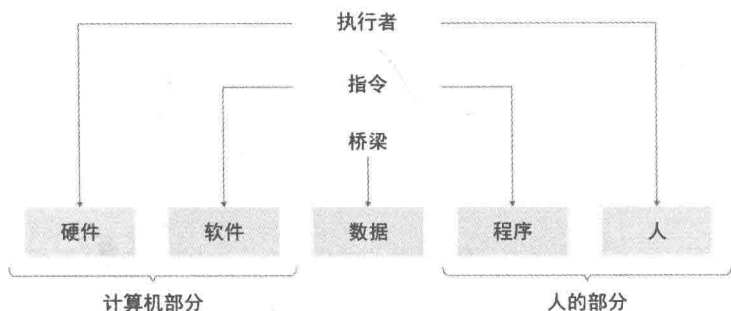 执行者
指令
桥梁
硬件 软件 数据 程序 人
计算机部分 人的部分